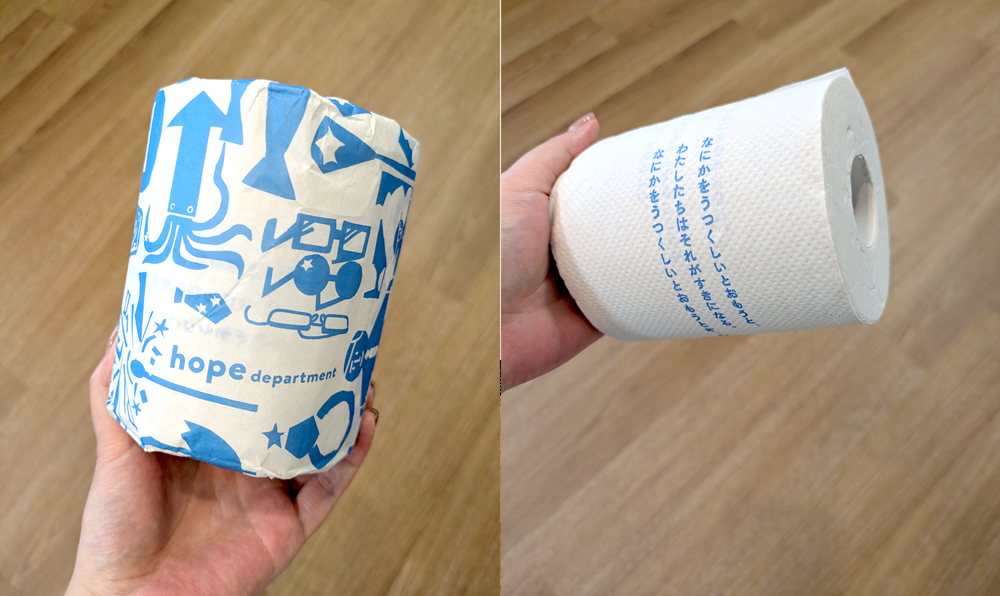 hope department
なにかをうつくしいとおもうと、
わたしたちはそれがすきになる。
なにかをうつくしいとおもうと、